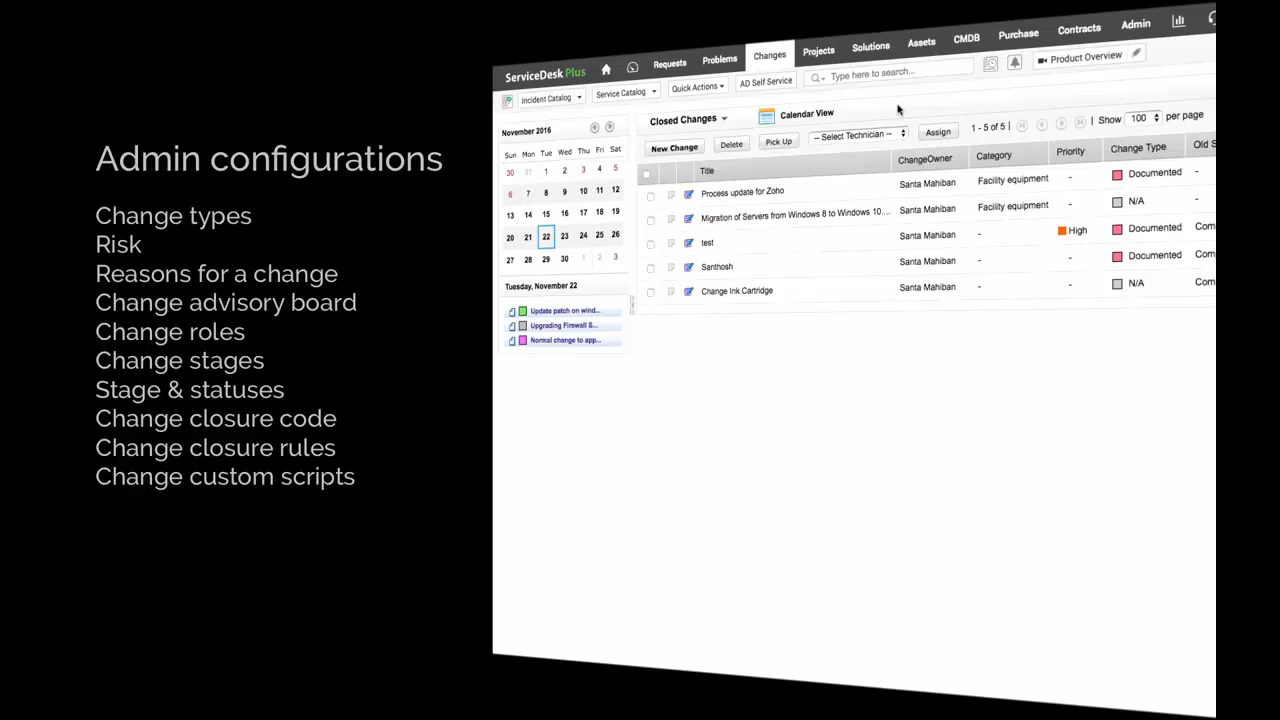 Admin configurations
Change types
Risk
Reasons for a change
Change advisory board
Change roles
Change stages
Stage & statuses
Change closure code
Change closure rules
Change custom scripts
ServiceDesk Plus Requests Problems Changes Projects Solutions Assets CMDB Purchase Contracts Admin
Incident Catalog Service Catalog Quick Actions AD Self Service Type here to search... Product Overview
November 2016
Sun Mon Tue Wed Thu Fri Sat
30 31 1 2 3 4 5
6 7 8 9 10 11 12
13 14 15 16 17 18 19
20 21 22 23 24 25 26
27 28 29 30 1 2 3
Tuesday, November 22
Update patch on wind...
Upgrading Firewall S...
Normal change to app...
Closed Changes Calendar View
New Change Delete Pick Up -- Select Technician -- Assign 1 - 5 of 5 | | Show 100 per page
Title ChangeOwner Category Priority Change Type Old S
Process update for Zoho Santa Mahiban Facility equipment - Documented -
Migration of Servers from Windows 8 to Windows 10.... Santa Mahiban Facility equipment - N/A -
test Santa Mahiban - High Documented Com
Santhosh Santa Mahiban - - Documented Com
Change Ink Cartridge Santa Mahiban - - N/A Com